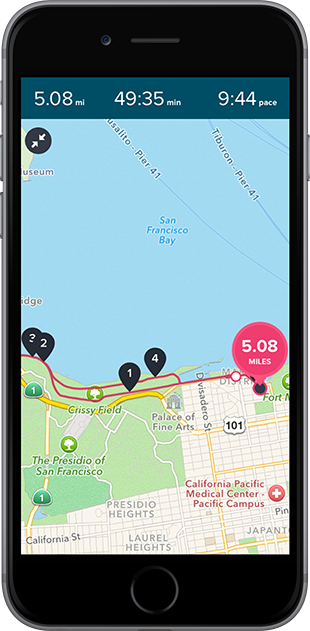 5.08 mi 49:35 min 9:44 pace
usalito - Pier 41
Tiburon - Pier 41
useum
San
Francisco
Bay
idge
3 2
4
1
5.08
MILES
MA
DISTRI
1
Crissy Field
Divisadero St
Fort M
Palace of
Fine Arts
101
The Presidio of
San Francisco
California Pacific
Medical Center -
Pacific Campus
1
PRESIDIO
HEIGHTS
California St
LAUREL
HEIGHTS
JAPANTO